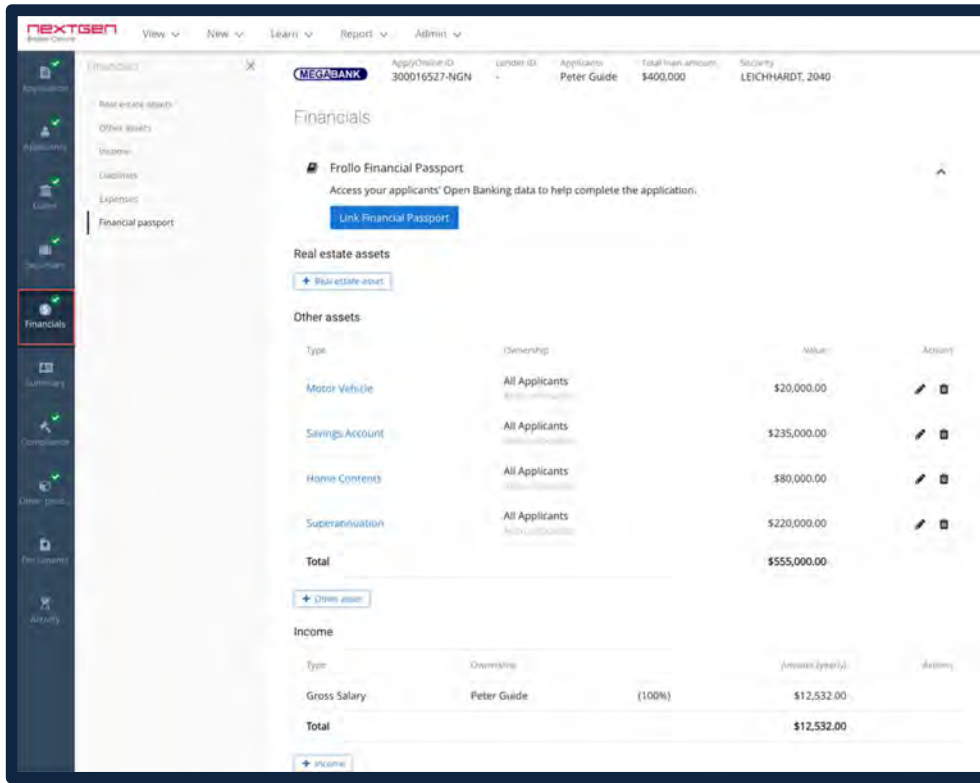 NEXTGEN
View New Learn Report Admin
Application
Applicants
Loans
Securities
Financials
Summary
Compliance
Other prod...
Documents
Activity
Financials
Real estate assets
Other assets
Income
Liabilities
Expenses
Financial passport
MEGABANK
ApplyOnline ID Lender ID Applicants Total loan amount Security
300016527-NGN - Peter Guide $400,000 LEICHHARDT, 2040
Financials
Frollo Financial Passport
Access your applicants' Open Banking data to help complete the application.
Link Financial Passport
Real estate assets
+ Real estate asset
Other assets
Type Ownership Value Actions
Motor Vehicle All Applicants $20,000.00
Savings Account All Applicants $235,000.00
Home Contents All Applicants $80,000.00
Superannuation All Applicants $220,000.00
Total $555,000.00
+ Other asset
Income
Type Ownership Amount (yearly) Actions
Gross Salary Peter Guide (100%) $12,532.00
Total $12,532.00
+ Income